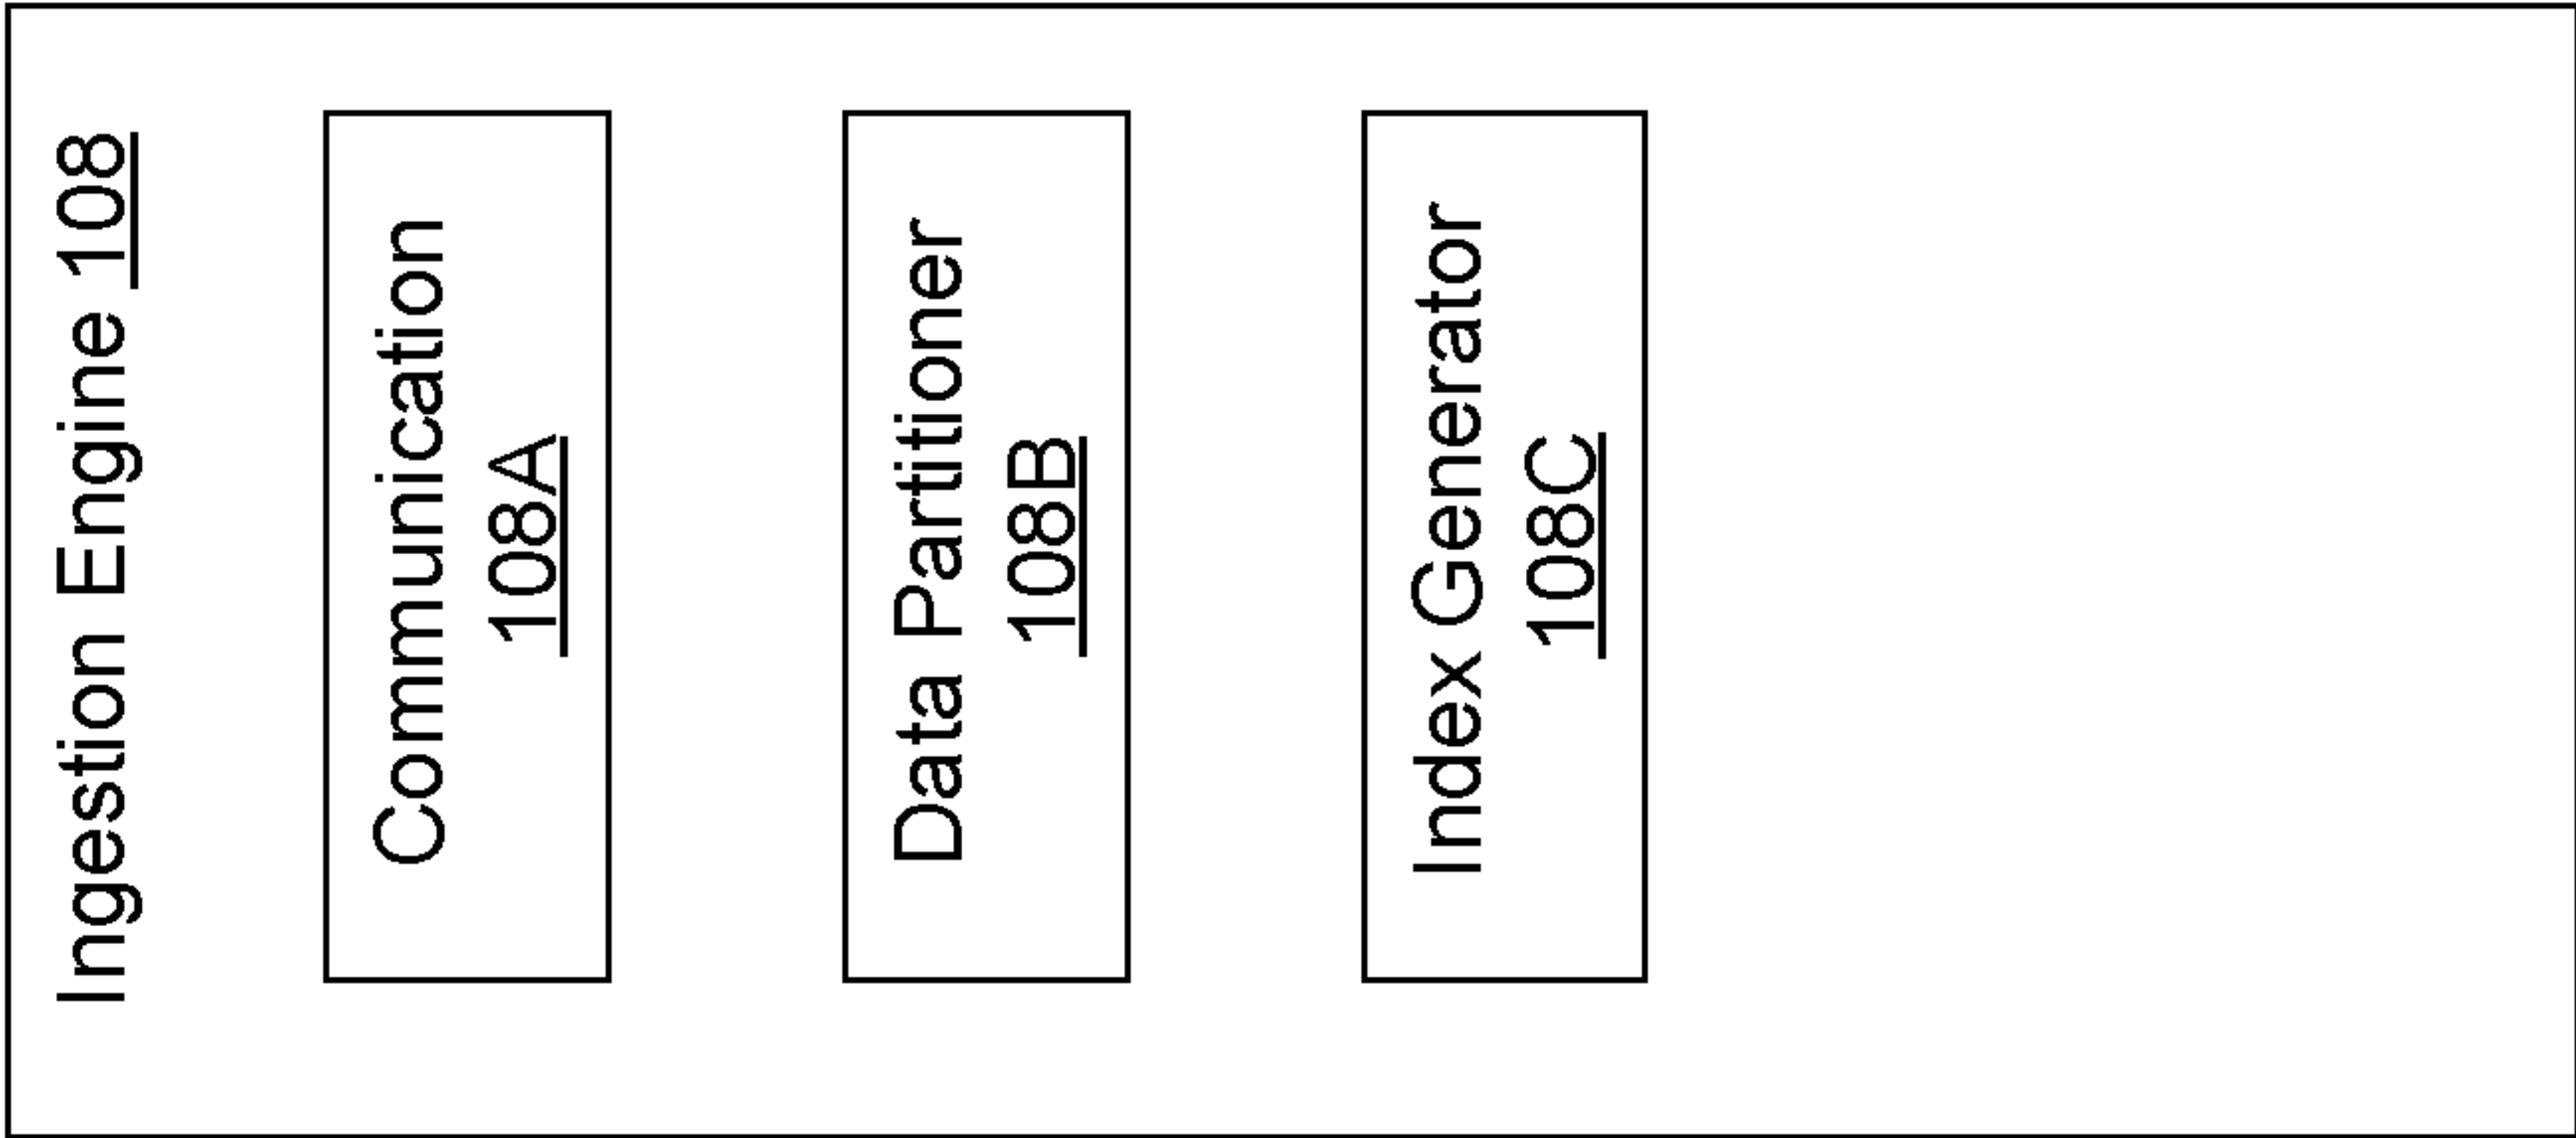 Ingestion Engine 108
Communication
108A
Data Partitioner
108B
Index Generator
108C